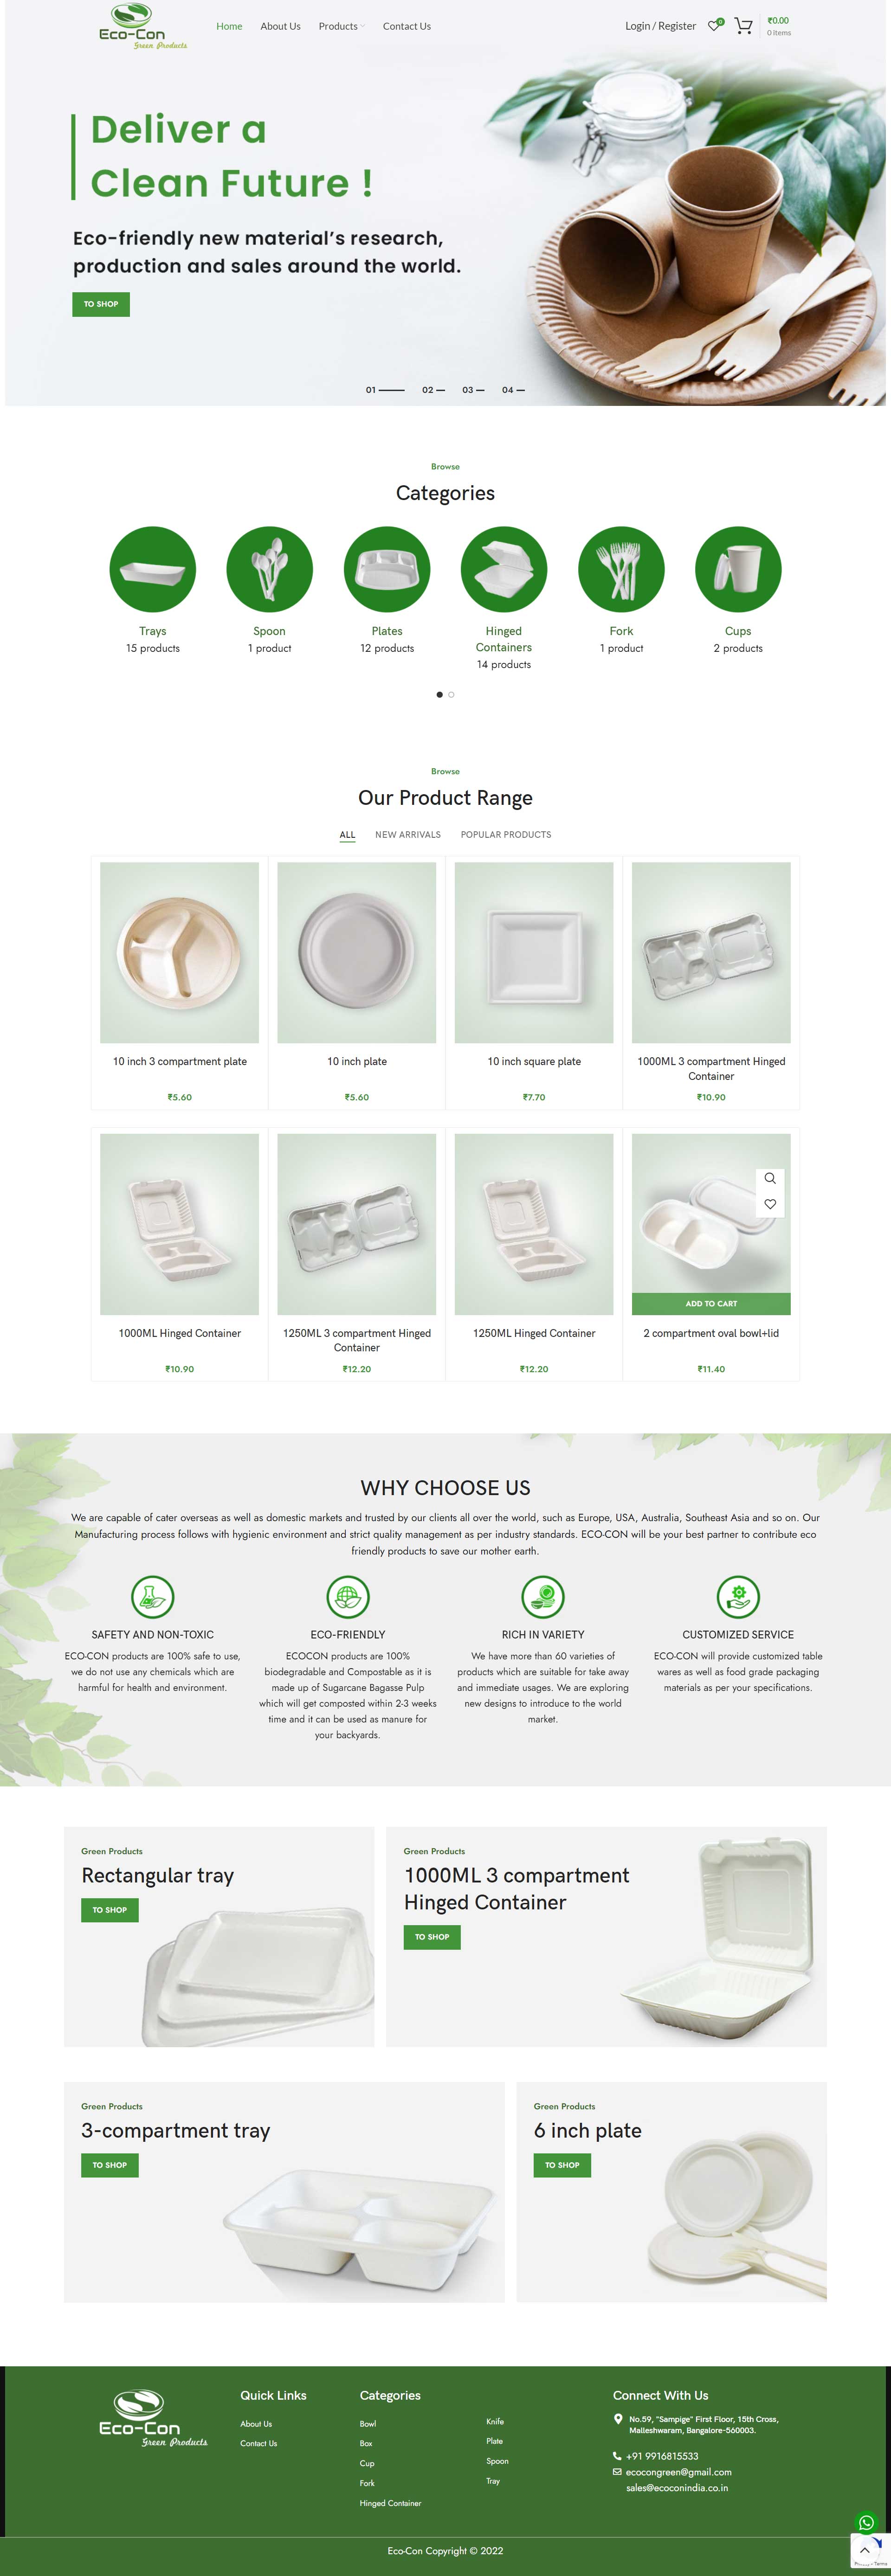 Eco-Con
Green Products
Home
About Us
Products
Contact Us
Login / Register
0
₹0.00
0 items
Deliver a
Clean Future !
Eco-friendly new material's research,
production and sales around the world.
TO SHOP
01
02
03
04
Browse
Categories
Trays
15 products
Spoon
1 product
Plates
12 products
Hinged
Containers
14 products
Fork
1 product
Cups
2 products
Browse
Our Product Range
ALL
NEW ARRIVALS
POPULAR PRODUCTS
10 inch 3 compartment plate
₹5.60
10 inch plate
₹5.60
10 inch square plate
₹7.70
1000ML 3 compartment Hinged
Container
₹10.90
1000ML Hinged Container
₹10.90
1250ML 3 compartment Hinged
Container
₹12.20
1250ML Hinged Container
₹12.20
ADD TO CART
2 compartment oval bowl+lid
₹11.40
WHY CHOOSE US
We are capable of cater overseas as well as domestic markets and trusted by our clients all over the world, such as Europe, USA, Australia, Southeast Asia and so on. Our
Manufacturing process follows with hygienic environment and strict quality management as per industry standards. ECO-CON will be your best partner to contribute eco
friendly products to save our mother earth.
SAFETY AND NON-TOXIC
ECO-CON products are 100% safe to use,
we do not use any chemicals which are
harmful for health and environment.
ECO-FRIENDLY
ECOCON products are 100%
biodegradable and Compostable as it is
made up of Sugarcane Bagasse Pulp
which will get composted within 2-3 weeks
time and it can be used as manure for
your backyards.
RICH IN VARIETY
We have more than 60 varieties of
products which are suitable for take away
and immediate usages. We are exploring
new designs to introduce to the world
market.
CUSTOMIZED SERVICE
ECO-CON will provide customized table
wares as well as food grade packaging
materials as per your specifications.
Green Products
Rectangular tray
TO SHOP
Green Products
1000ML 3 compartment
Hinged Container
TO SHOP
Green Products
3-compartment tray
TO SHOP
Green Products
6 inch plate
TO SHOP
Eco-Con
Green Products
Quick Links
About Us
Contact Us
Categories
Bowl
Box
Cup
Fork
Hinged Container
Knife
Plate
Spoon
Tray
Connect With Us
No.59, "Sampige" First Floor, 15th Cross,
Malleshwaram, Bangalore-560003.
+91 9916815533
ecocongreen@gmail.com
sales@ecoconindia.co.in
Eco-Con Copyright © 2022
Terms